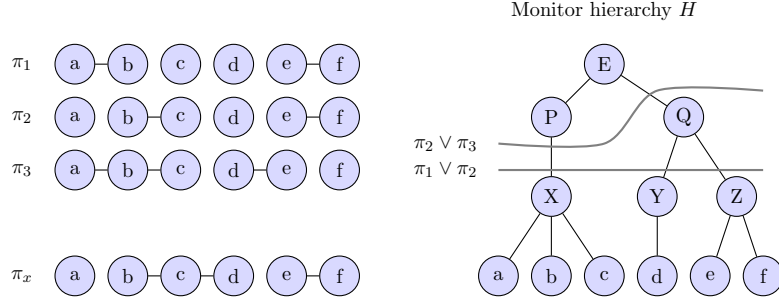 Monitor hierarchy H
π₁ a b c d e f
E
π₂ a b c d e f
P Q
π₂ ∨ π₃
π₃ a b c d e f
π₁ ∨ π₂
X Y Z
πₓ a b c d e f
a b c d e f